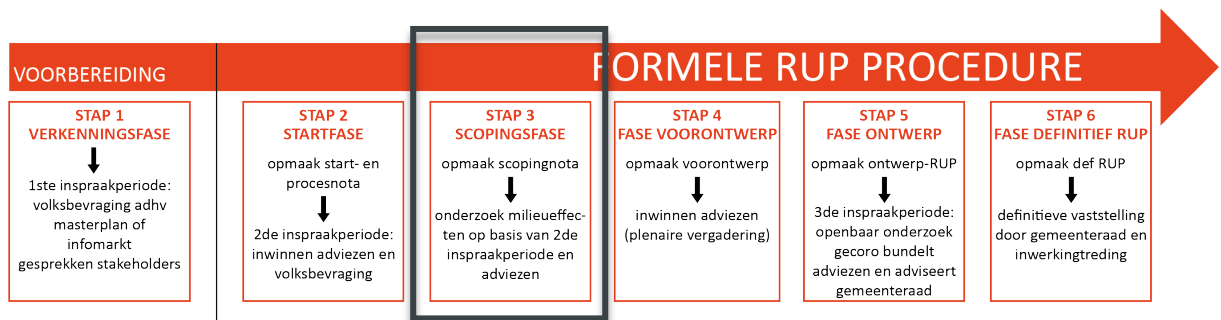 VOORBEREIDING
FORMELE RUP PROCEDURE
STAP 1
VERKENNINGSFASE
1ste inspraakperiode:
volksbevraging adhv
masterplan of
infomarkt
gesprekken stakeholders
STAP 2
STARTFASE
opmaak start- en
procesnota
2de inspraakperiode:
inwinnen adviezen en
volksbevraging
STAP 3
SCOPINGSFASE
opmaak scopingnota
onderzoek milieueffec-
ten op basis van 2de
inspraakperiode en
adviezen
STAP 4
FASE VOORONTWERP
opmaak voorontwerp
inwinnen adviezen
(plenaire vergadering)
STAP 5
FASE ONTWERP
opmaak ontwerp-RUP
3de inspraakperiode:
openbaar onderzoek
gecoro bundelt
adviezen en adviseert
gemeenteraad
STAP 6
FASE DEFINITIEF RUP
opmaak def RUP
definitieve vaststelling
door gemeenteraad en
inwerkingtreding